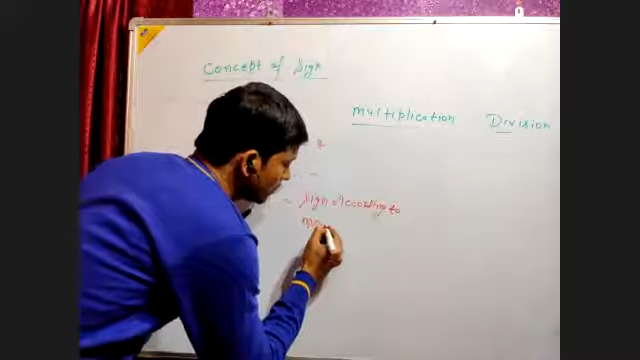 Concept of Sign
multiplication Division
+
-
- Sign According to